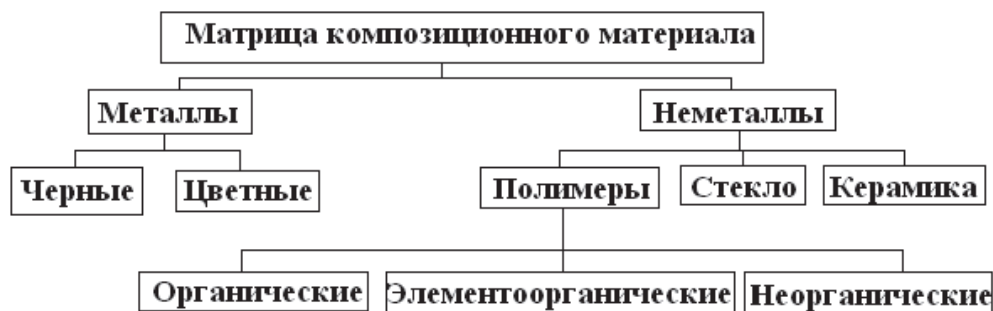 Матрица композиционного материала
Металлы
Неметаллы
Черные
Цветные
Полимеры
Стекло
Керамика
Органические
Элементоорганические
Неорганические